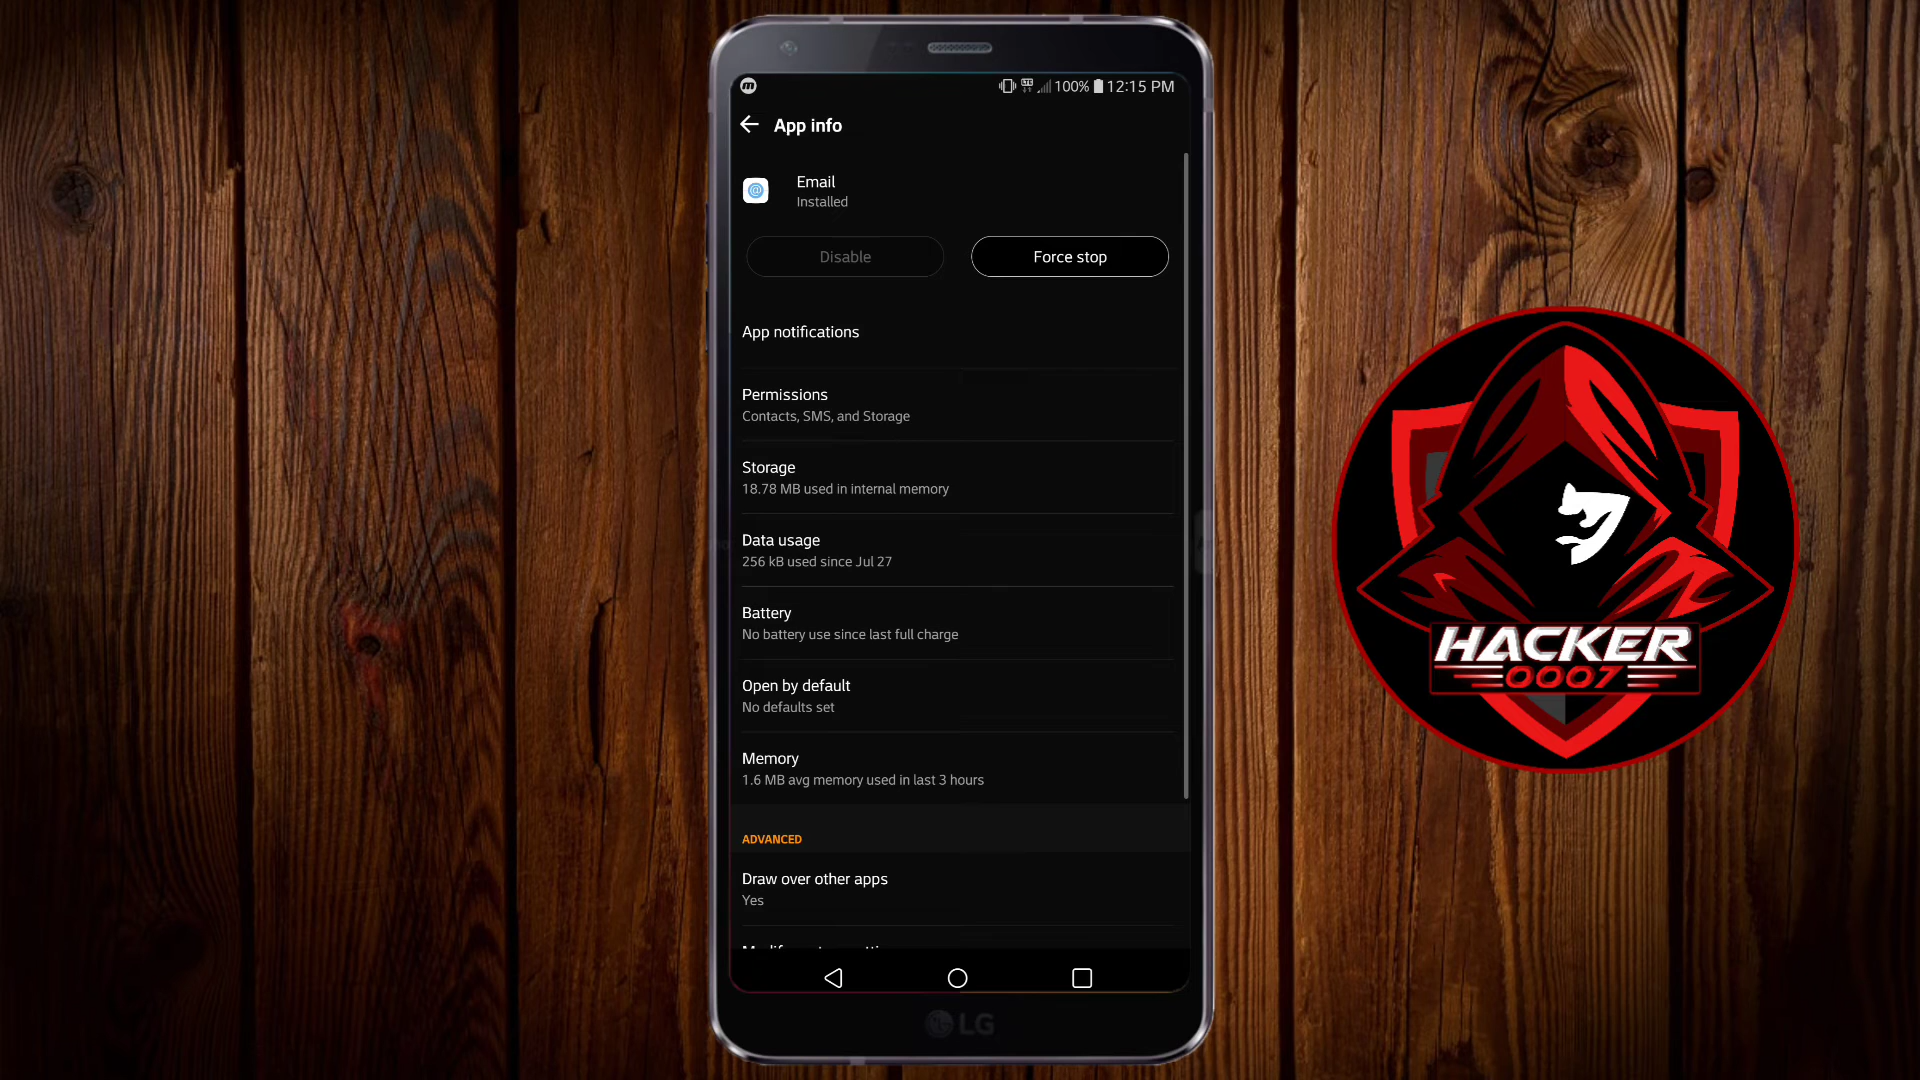 100% 12:15 PM
App info
Email
Installed
Disable
Force stop
App notifications
Permissions
Contacts, SMS, and Storage
Storage
18.78 MB used in internal memory
Data usage
256 kB used since Jul 27
Battery
No battery use since last full charge
Open by default
No defaults set
Memory
1.6 MB avg memory used in last 3 hours
ADVANCED
Draw over other apps
Yes
LG
HACKER
0007